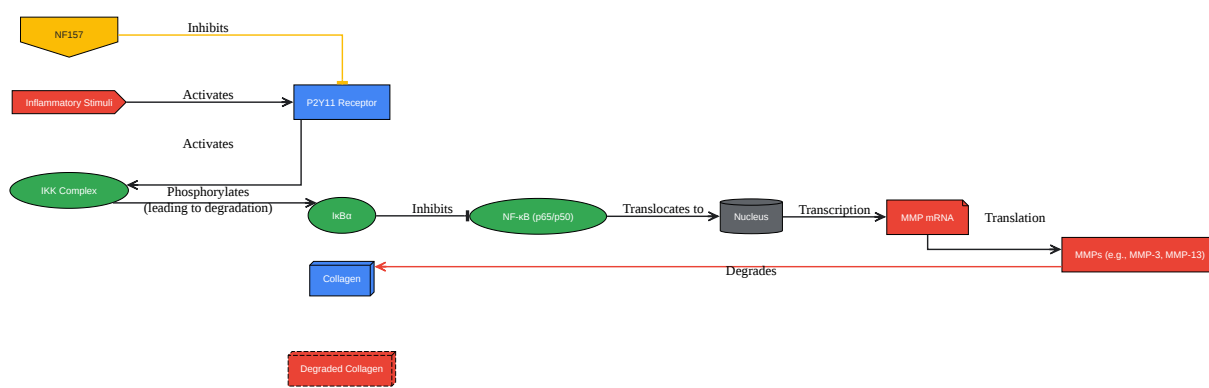 NF157
Inhibits
Inflammatory Stimuli
Activates
P2Y11 Receptor
Activates
IKK Complex
Phosphorylates
(leading to degradation)
IκBα
Inhibits
NF-κB (p65/p50)
Translocates to
Nucleus
Transcription
MMP mRNA
Translation
MMPs (e.g., MMP-3, MMP-13)
Degrades
Collagen
Degraded Collagen